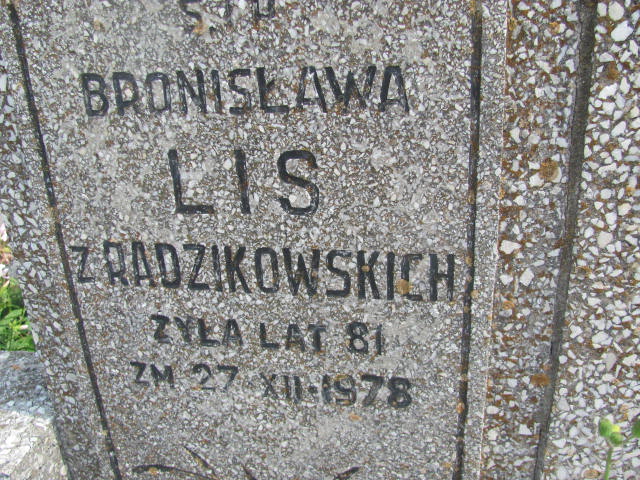 Ś.†P
BRONISŁAWA
LIS
Z RADZIKOWSKICH
ŻYŁA LAT 81
ZM 27 XII-1978